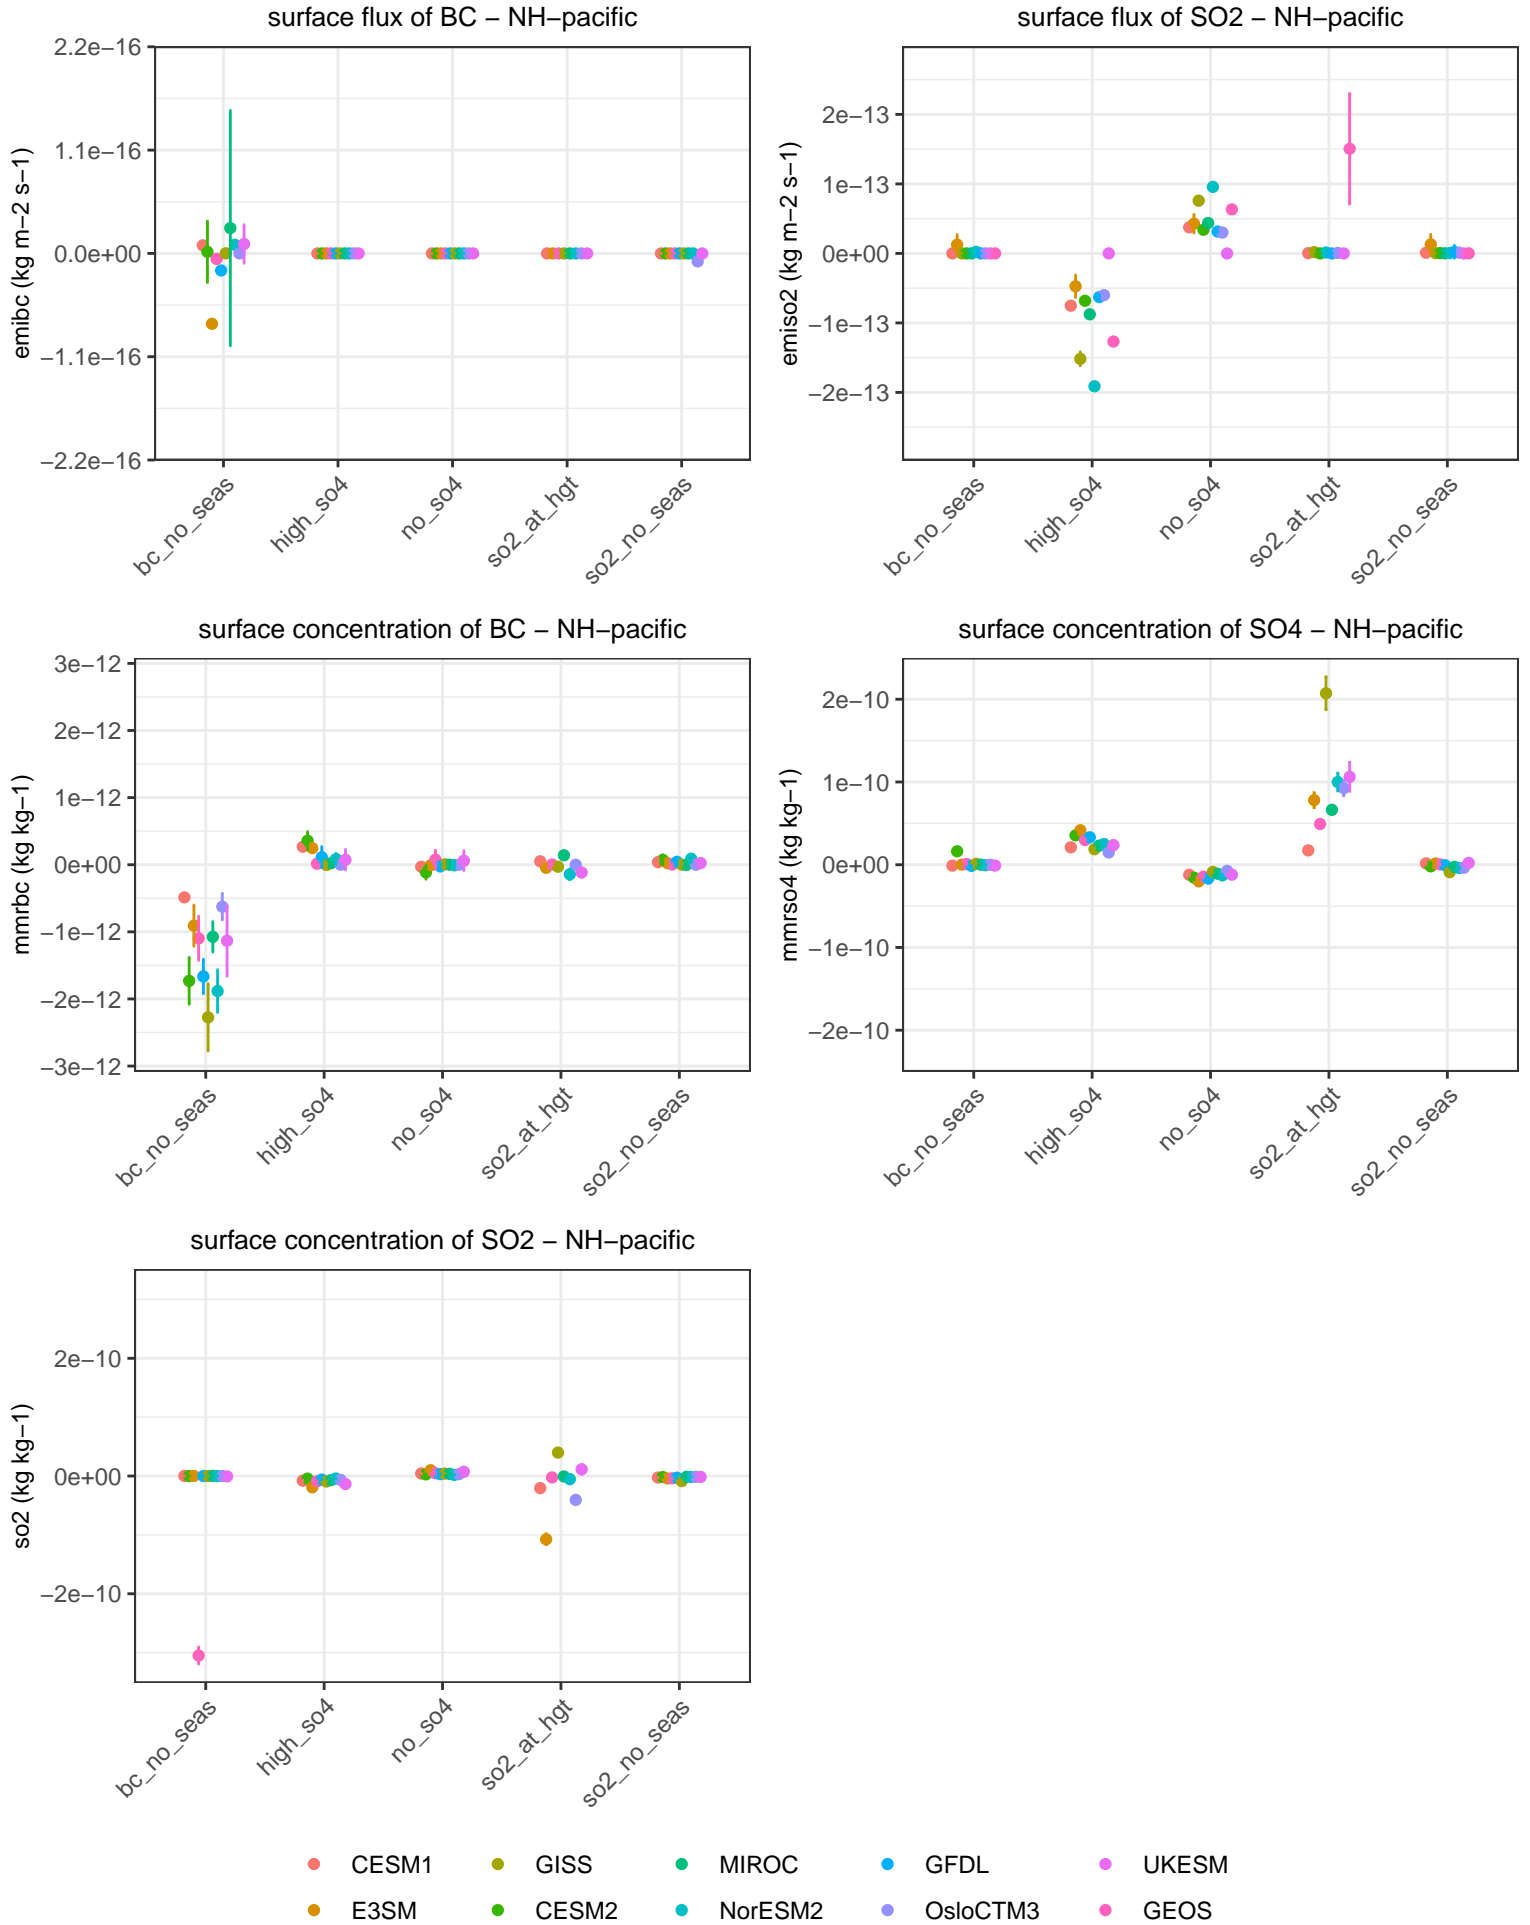 surface flux of BC − NH−pacific
2.2e−16
1.1e−16
0.0e+00
−1.1e−16
−2.2e−16
emibc (kg m−2 s−1)
bc_no_seas
high_so4
no_so4
so2_at_hgt
so2_no_seas
surface flux of SO2 − NH−pacific
2e−13
1e−13
0e+00
−1e−13
−2e−13
emiso2 (kg m−2 s−1)
bc_no_seas
high_so4
no_so4
so2_at_hgt
so2_no_seas
surface concentration of BC − NH−pacific
3e−12
2e−12
1e−12
0e+00
−1e−12
−2e−12
−3e−12
mmrbc (kg kg−1)
bc_no_seas
high_so4
no_so4
so2_at_hgt
so2_no_seas
surface concentration of SO4 − NH−pacific
2e−10
1e−10
0e+00
−1e−10
−2e−10
mmrso4 (kg kg−1)
bc_no_seas
high_so4
no_so4
so2_at_hgt
so2_no_seas
surface concentration of SO2 − NH−pacific
2e−10
0e+00
−2e−10
so2 (kg kg−1)
bc_no_seas
high_so4
no_so4
so2_at_hgt
so2_no_seas
CESM1 GISS MIROC GFDL UKESM
E3SM CESM2 NorESM2 OsloCTM3 GEOS